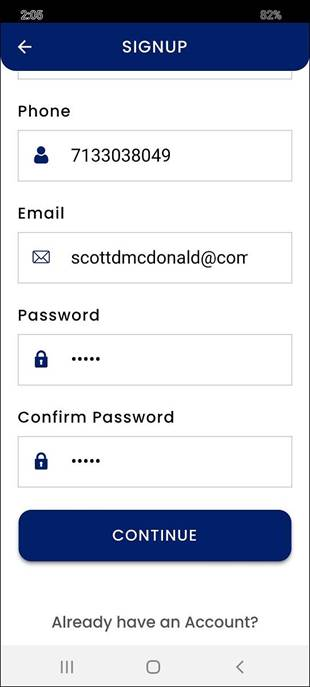 2:05 82%
SIGNUP
Phone
7133038049
Email
scottdmcdonald@com
Password
•••••
Confirm Password
•••••
CONTINUE
Already have an Account?